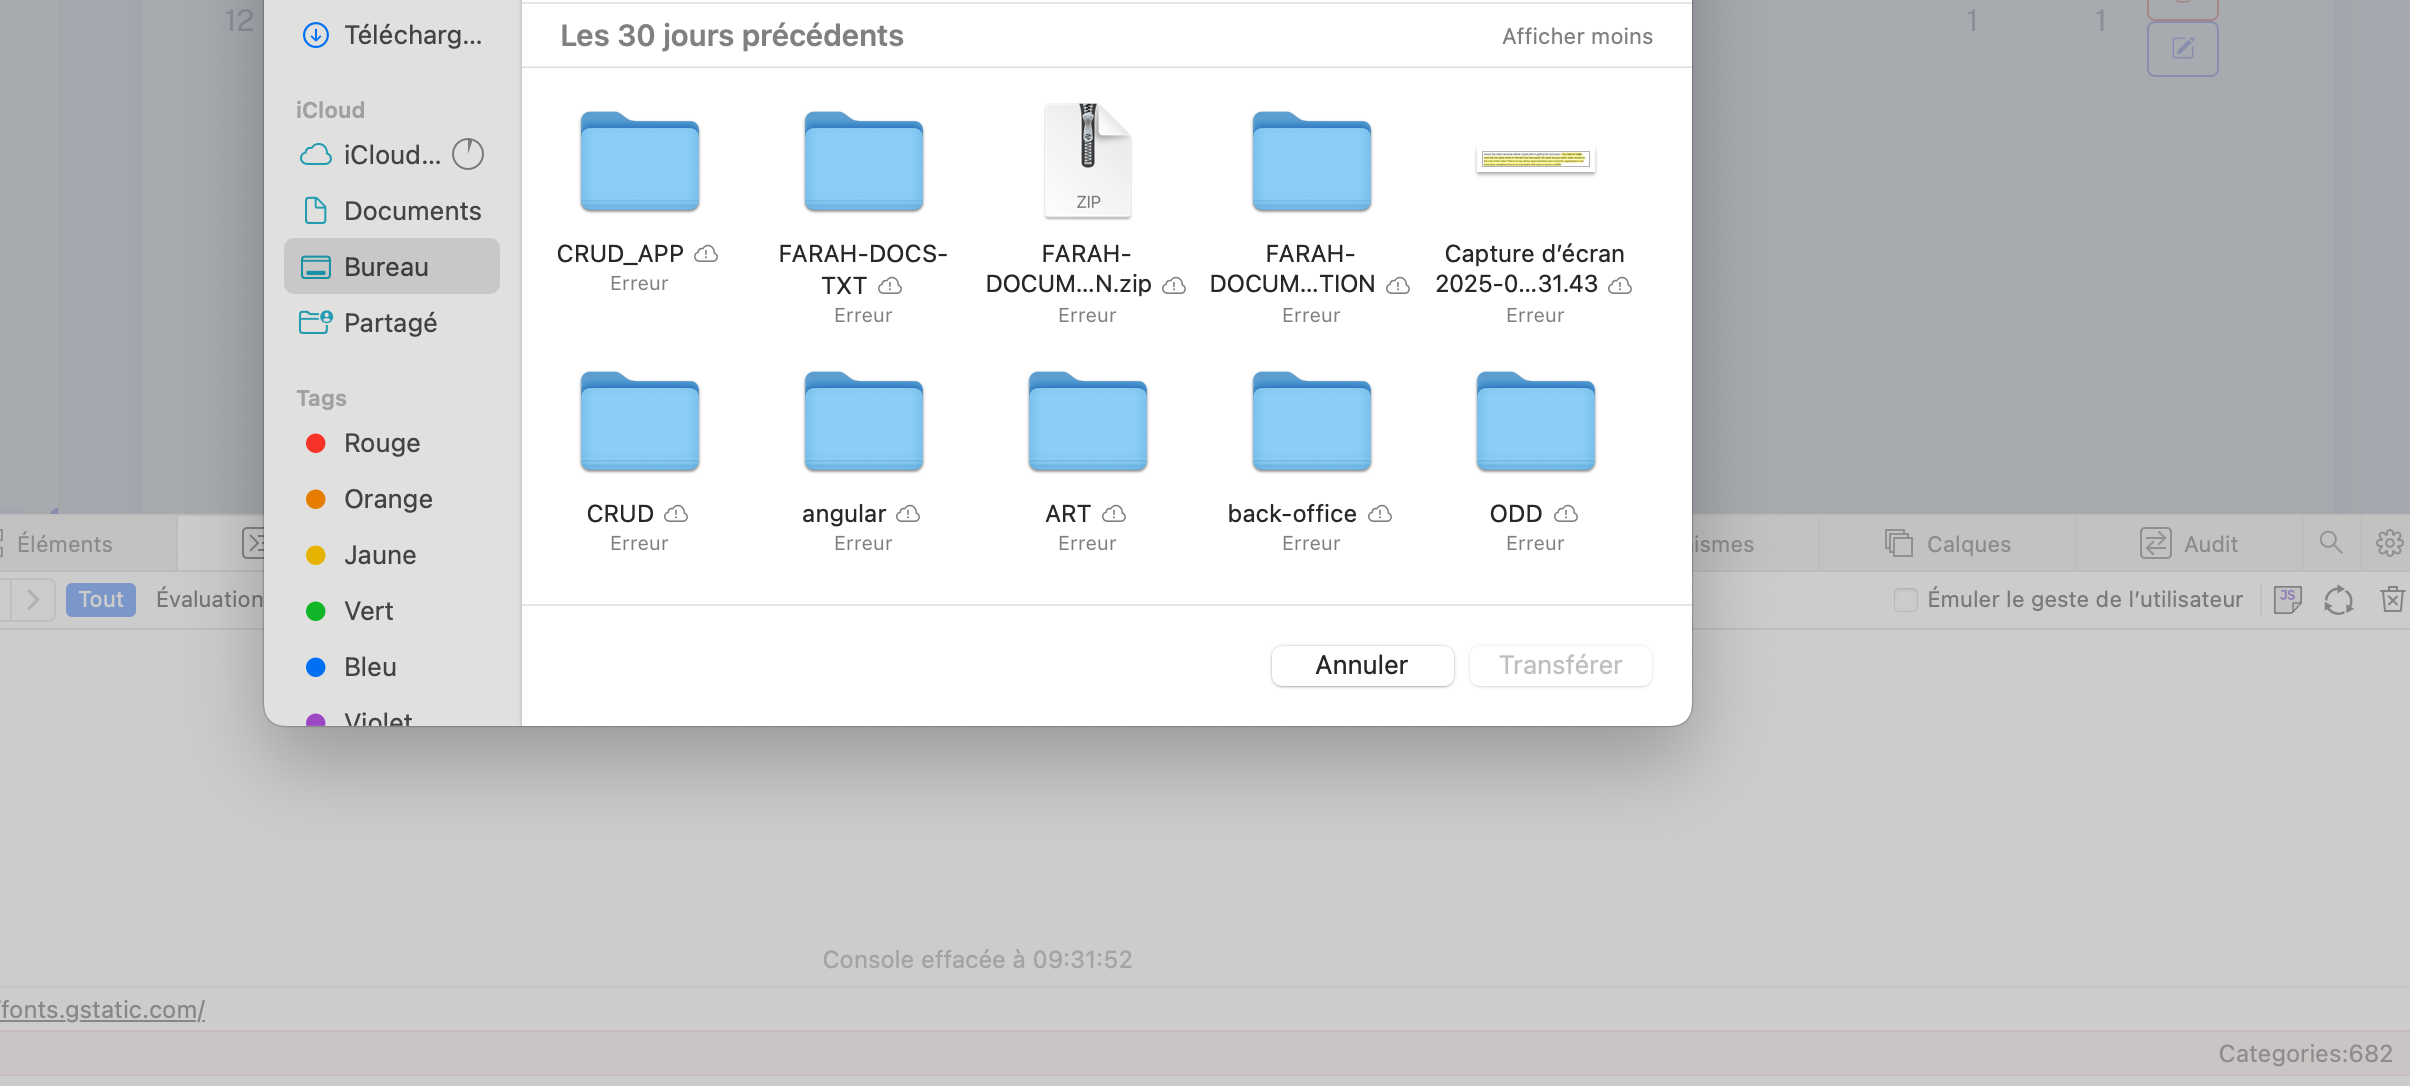 12
1
1
Télécharg...
Les 30 jours précédents
Afficher moins
iCloud
iCloud...
Documents
Bureau
Partagé
Tags
Rouge
Orange
Jaune
Vert
Bleu
Violet
ZIP
CRUD_APP
Erreur
FARAH-DOCS-
TXT
Erreur
FARAH-
DOCUM...N.zip
Erreur
FARAH-
DOCUM...TION
Erreur
Capture d’écran
2025-0...31.43
Erreur
CRUD
Erreur
angular
Erreur
ART
Erreur
back-office
Erreur
ODD
Erreur
Annuler
Transférer
Éléments
ismes
Calques
Audit
Tout
Évaluation
Émuler le geste de l’utilisateur
JS
Console effacée à 09:31:52
/fonts.gstatic.com/
Categories:682